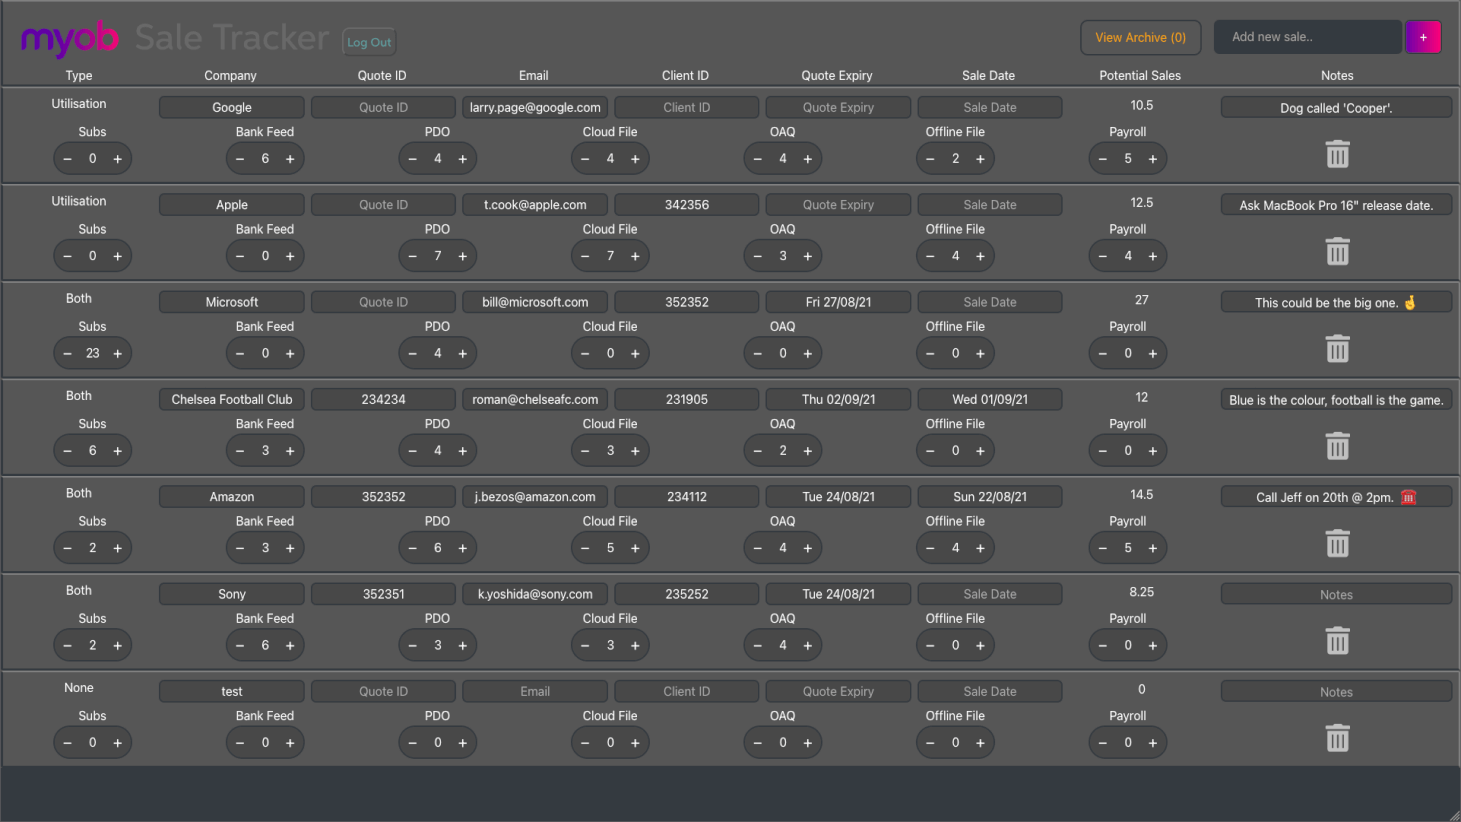 myob Sale Tracker Log Out View Archive (0) Add new sale.. +
Type Company Quote ID Email Client ID Quote Expiry Sale Date Potential Sales Notes
Utilisation Google Quote ID larry.page@google.com Client ID Quote Expiry Sale Date 10.5 Dog called 'Cooper'.
Subs Bank Feed PDO Cloud File OAQ Offline File Payroll
− 0 + − 6 + − 4 + − 4 + − 4 + − 2 + − 5 +
Utilisation Apple Quote ID t.cook@apple.com 342356 Quote Expiry Sale Date 12.5 Ask MacBook Pro 16" release date.
Subs Bank Feed PDO Cloud File OAQ Offline File Payroll
− 0 + − 0 + − 7 + − 7 + − 3 + − 4 + − 4 +
Both Microsoft Quote ID bill@microsoft.com 352352 Fri 27/08/21 Sale Date 27 This could be the big one. 🤞
Subs Bank Feed PDO Cloud File OAQ Offline File Payroll
− 23 + − 0 + − 4 + − 0 + − 0 + − 0 + − 0 +
Both Chelsea Football Club 234234 roman@chelseafc.com 231905 Thu 02/09/21 Wed 01/09/21 12 Blue is the colour, football is the game.
Subs Bank Feed PDO Cloud File OAQ Offline File Payroll
− 6 + − 3 + − 4 + − 3 + − 2 + − 0 + − 0 +
Both Amazon 352352 j.bezos@amazon.com 234112 Tue 24/08/21 Sun 22/08/21 14.5 Call Jeff on 20th @ 2pm. ☎️
Subs Bank Feed PDO Cloud File OAQ Offline File Payroll
− 2 + − 3 + − 6 + − 5 + − 4 + − 4 + − 5 +
Both Sony 352351 k.yoshida@sony.com 235252 Tue 24/08/21 Sale Date 8.25 Notes
Subs Bank Feed PDO Cloud File OAQ Offline File Payroll
− 2 + − 6 + − 3 + − 3 + − 4 + − 0 + − 0 +
None test Quote ID Email Client ID Quote Expiry Sale Date 0 Notes
Subs Bank Feed PDO Cloud File OAQ Offline File Payroll
− 0 + − 0 + − 0 + − 0 + − 0 + − 0 + − 0 +